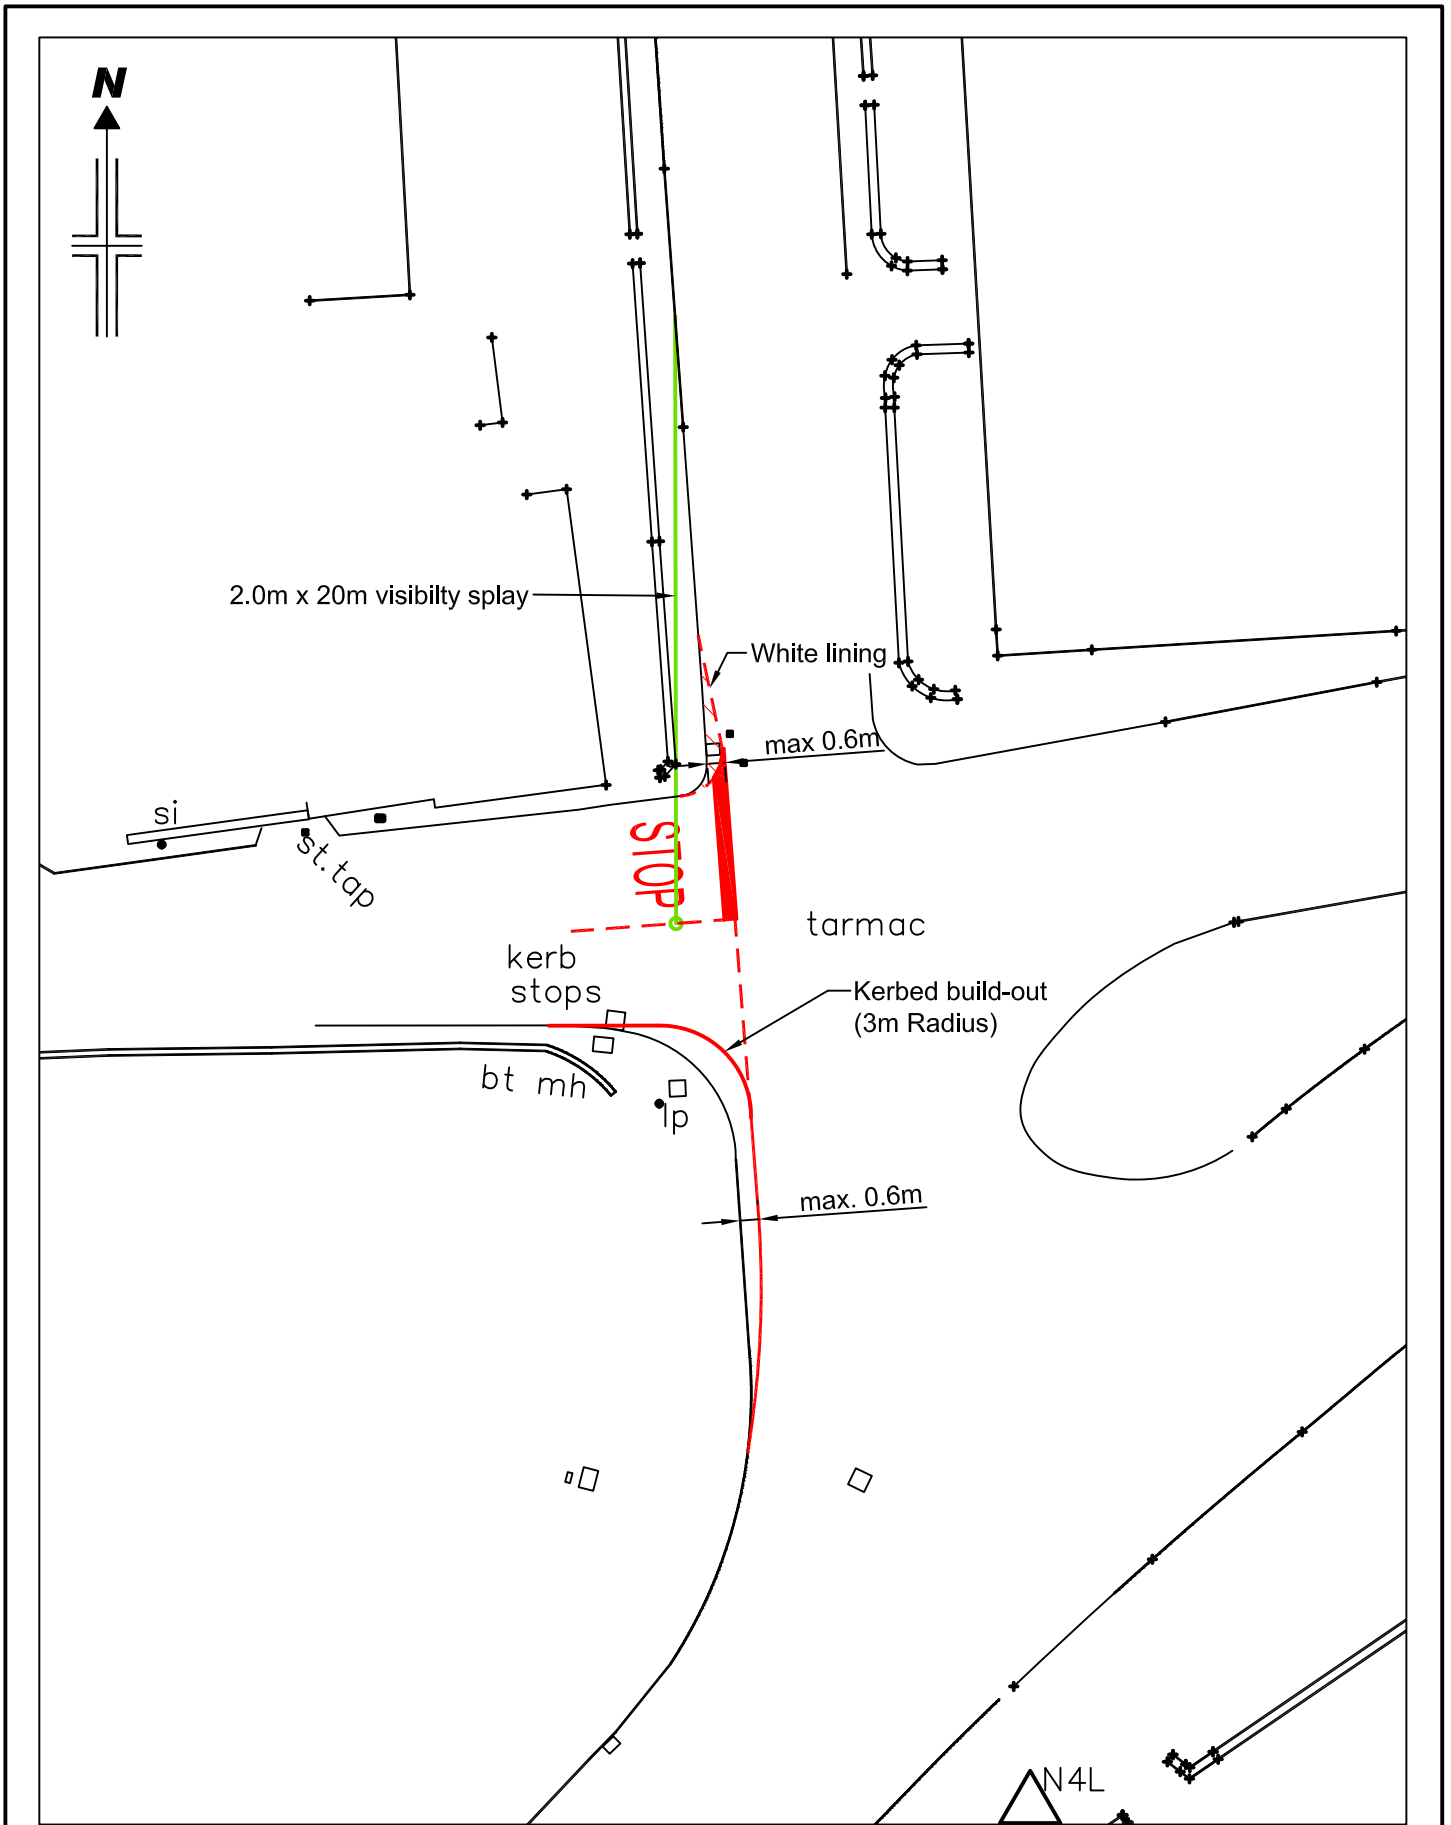 N
2.0m x 20m visibilty splay
White lining
max 0.6m
si
st.tap
STOP
tarmac
kerb
stops
Kerbed build-out
(3m Radius)
bt mh
lp
max. 0.6m
N4L